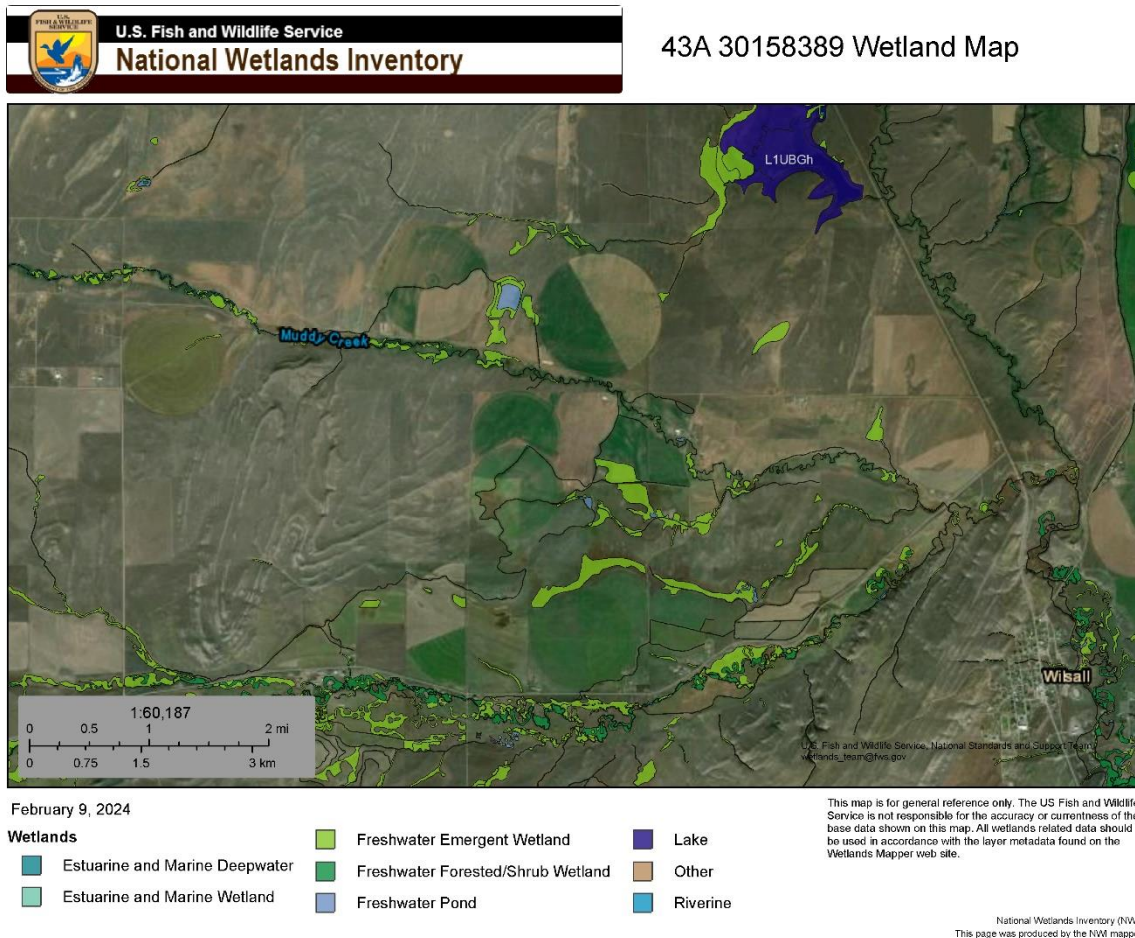 U.S.
FISH & WILDLIFE
SERVICE
U.S. Fish and Wildlife Service
National Wetlands Inventory
43A 30158389 Wetland Map
L1UBGh
Muddy Creek
Wilsall
1:60,187
0 0.5 1 2 mi
0 0.75 1.5 3 km
U.S. Fish and Wildlife Service, National Standards and Support Team,
wetlands_team@fws.gov
February 9, 2024
Wetlands
Estuarine and Marine Deepwater
Estuarine and Marine Wetland
Freshwater Emergent Wetland
Freshwater Forested/Shrub Wetland
Freshwater Pond
Lake
Other
Riverine
This map is for general reference only. The US Fish and Wildlife
Service is not responsible for the accuracy or currentness of the
base data shown on this map. All wetlands related data should
be used in accordance with the layer metadata found on the
Wetlands Mapper web site.
National Wetlands Inventory (NW
This page was produced by the NWI mappe